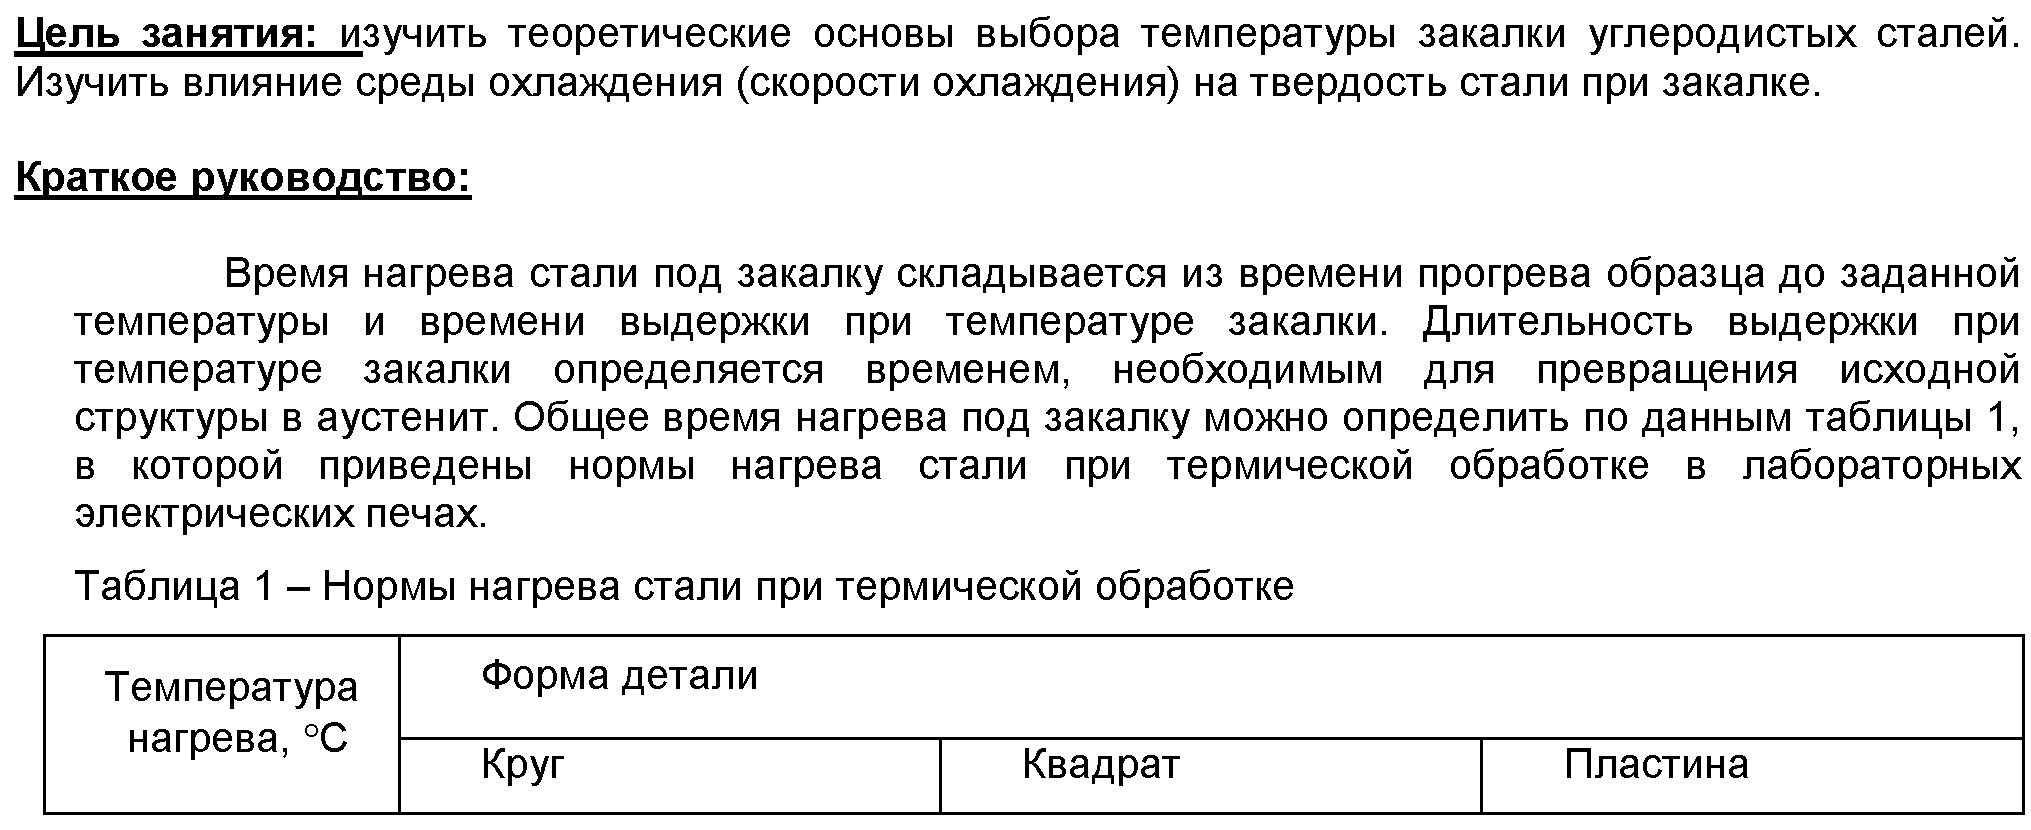 Цель занятия: изучить теоретические основы выбора температуры закалки углеродистых сталей.
Изучить влияние среды охлаждения (скорости охлаждения) на твердость стали при закалке.
Краткое руководство:
Время нагрева стали под закалку складывается из времени прогрева образца до заданной
температуры и времени выдержки при температуре закалки. Длительность выдержки при
температуре закалки определяется временем, необходимым для превращения исходной
структуры в аустенит. Общее время нагрева под закалку можно определить по данным таблицы 1,
в которой приведены нормы нагрева стали при термической обработке в лабораторных
электрических печах.
Таблица 1 – Нормы нагрева стали при термической обработке
Температура
нагрева, °С
Форма детали
Круг
Квадрат
Пластина